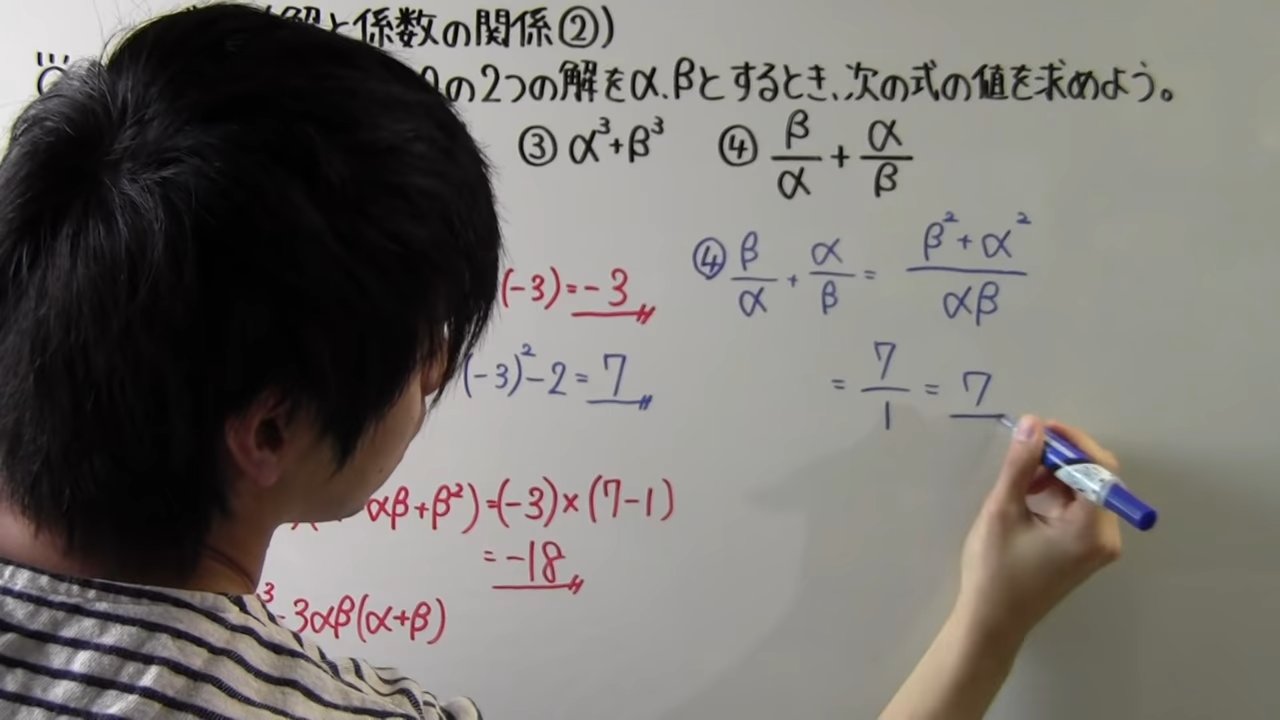 解と係数の関係②)
の2つの解をα、βとするとき、次の式の値を求めよう。
③ α³+β³ ④ β/α + α/β
(-3)=-3
(-3)²-2=7
αβ+β²)=(-3)×(7-1)
=-18
³-3αβ(α+β)
④ β/α + α/β = β²+α²/αβ
= 7/1 = 7